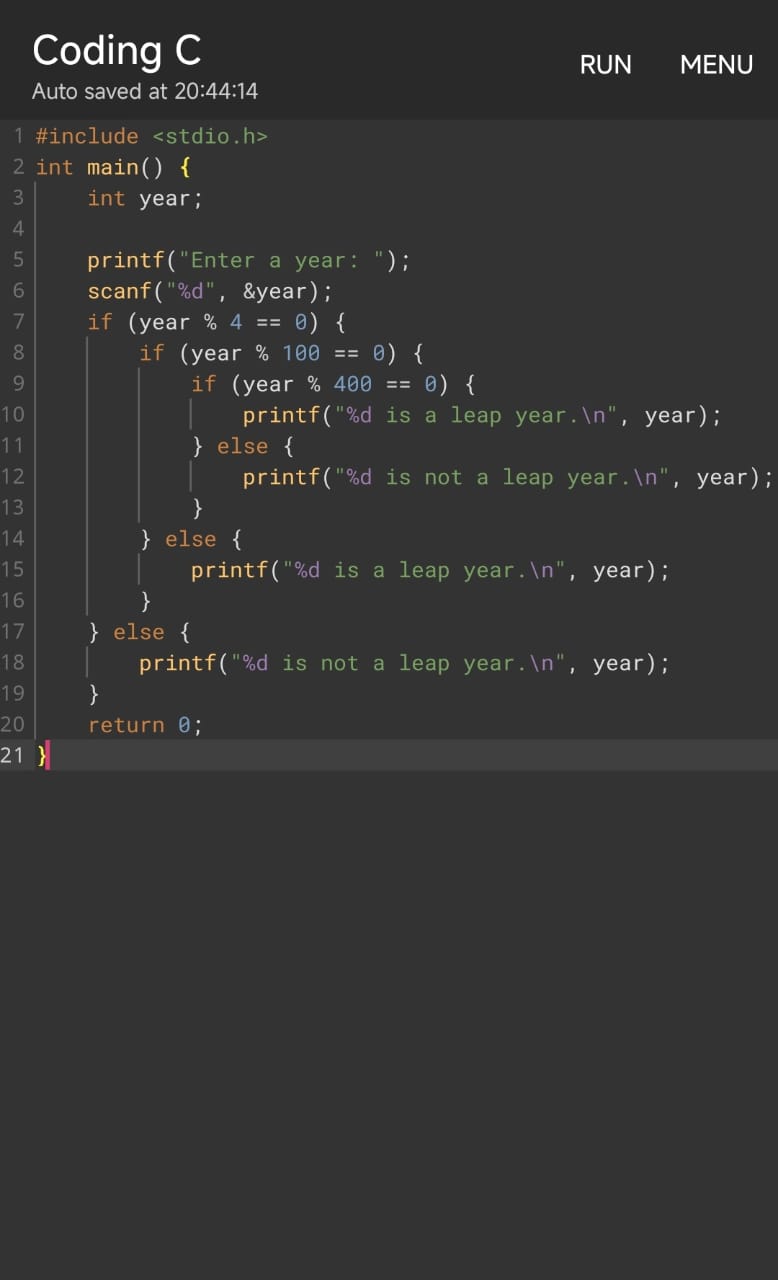 Coding C
RUN MENU
Auto saved at 20:44:14
1 #include <stdio.h>
2 int main() {
3     int year;
4
5     printf("Enter a year: ");
6     scanf("%d", &year);
7     if (year % 4 == 0) {
8         if (year % 100 == 0) {
9             if (year % 400 == 0) {
10                 printf("%d is a leap year.\n", year);
11             } else {
12                 printf("%d is not a leap year.\n", year);
13             }
14         } else {
15             printf("%d is a leap year.\n", year);
16         }
17     } else {
18         printf("%d is not a leap year.\n", year);
19     }
20     return 0;
21 }